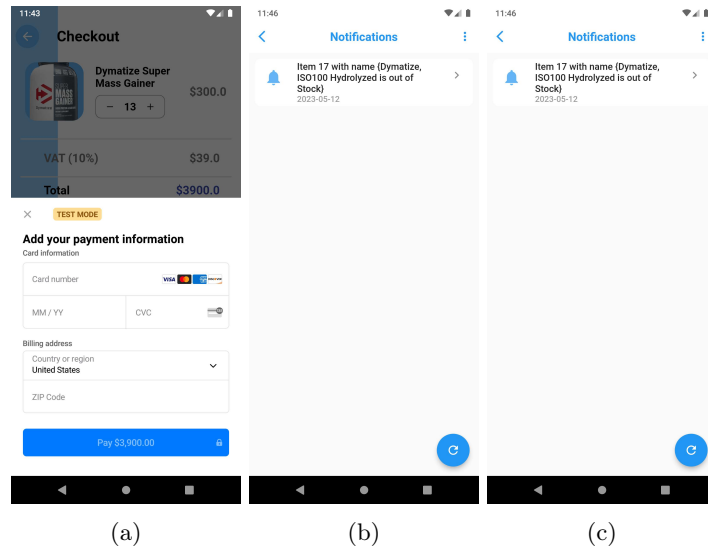 11:43
Checkout
Dymatize Super
Mass Gainer
$300.0
MASS
GAINER
− 13 +
VAT (10%) $39.0
Total $3900.0
TEST MODE
Add your payment information
Card information
Card number VISA
MM / YY CVC
Billing address
Country or region
United States
ZIP Code
Pay $3,900.00
(a)
11:46
Notifications
Item 17 with name {Dymatize,
ISO100 Hydrolyzed is out of
Stock}
2023-05-12
(b)
11:46
Notifications
Item 17 with name {Dymatize,
ISO100 Hydrolyzed is out of
Stock}
2023-05-12
(c)